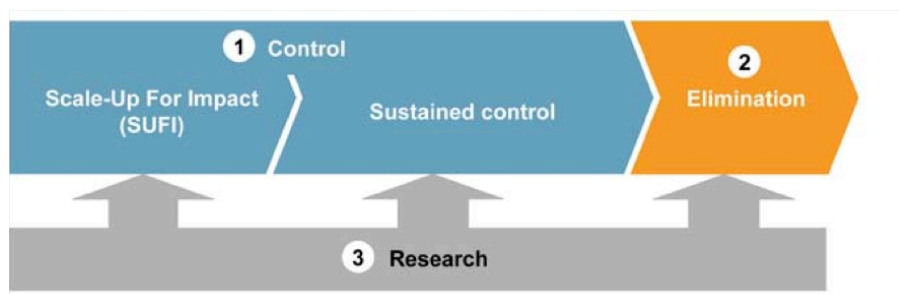 1 Control
Scale-Up For Impact
(SUFI)
Sustained control
2
Elimination
3 Research